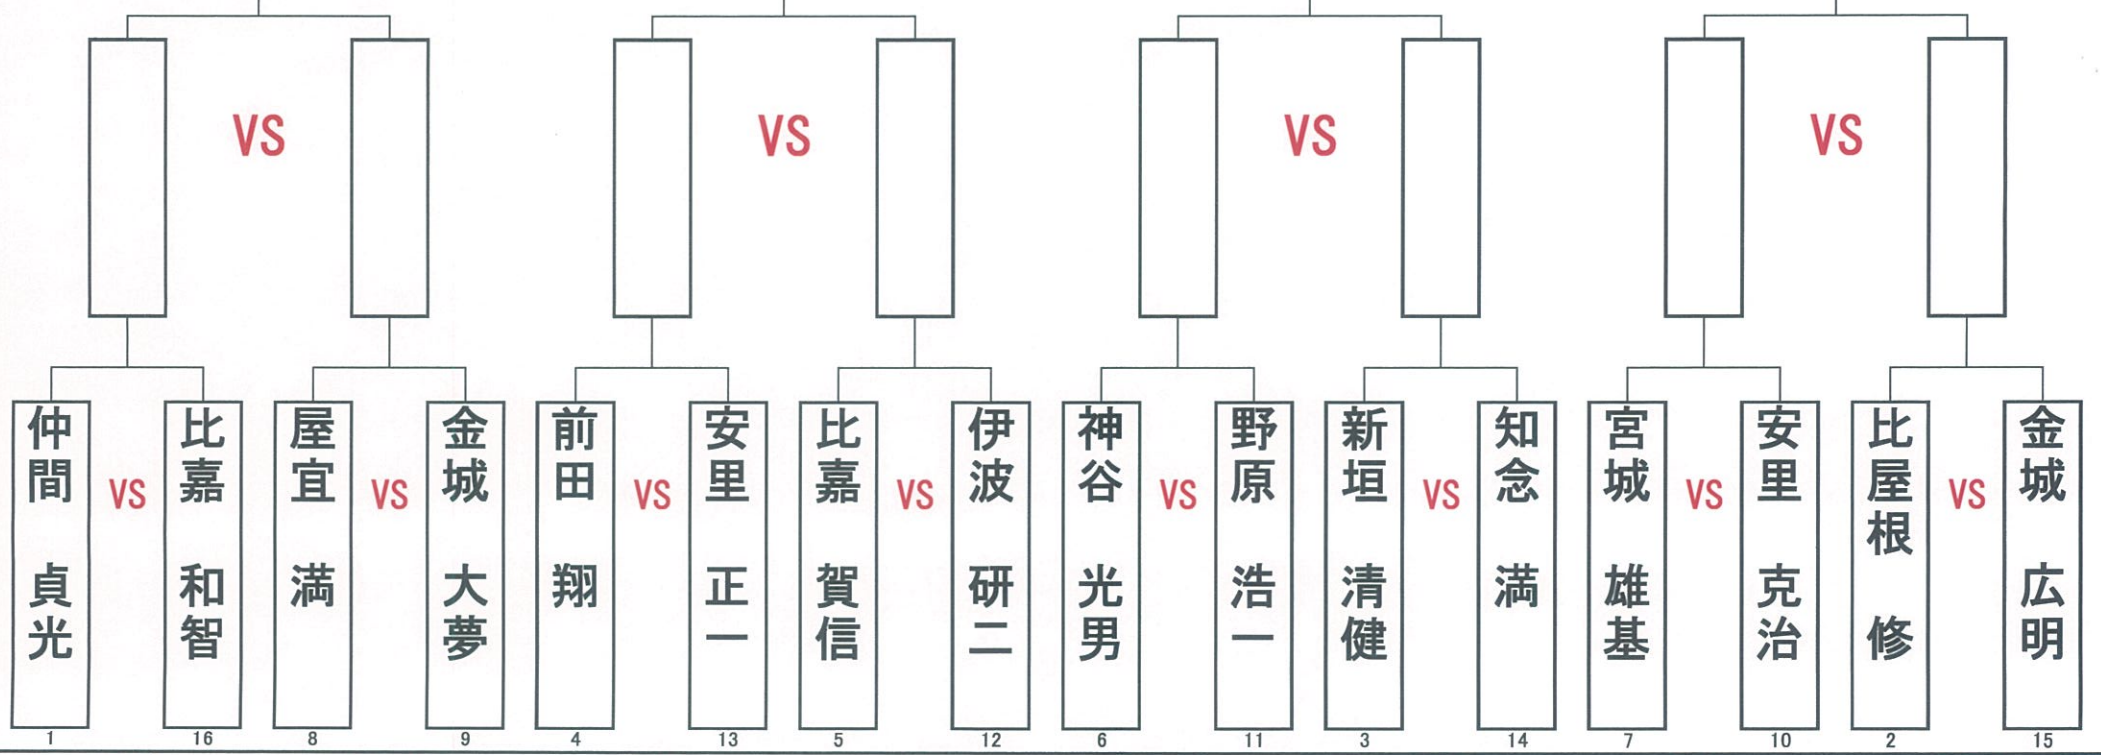 VS
VS
VS
VS
仲間 貞光
VS
比嘉 和智
屋宜 満
VS
金城 大夢
前田 翔
VS
安里 正一
比嘉 賀信
VS
伊波 研二
神谷 光男
VS
野原 浩一
新垣 清健
VS
知念 満
宮城 雄基
VS
安里 克治
比屋根 修
VS
金城 広明
1
16
8
9
4
13
5
12
6
11
3
14
7
10
2
15